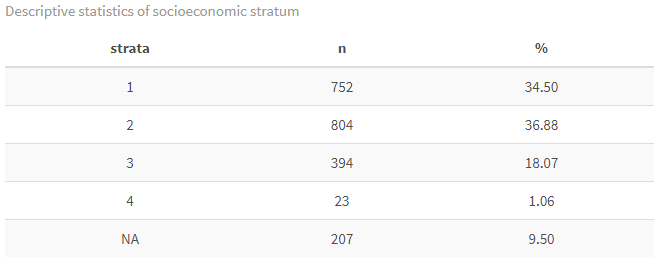 Descriptive statistics of socioeconomic stratum
strata n %
1 752 34.50
2 804 36.88
3 394 18.07
4 23 1.06
NA 207 9.50